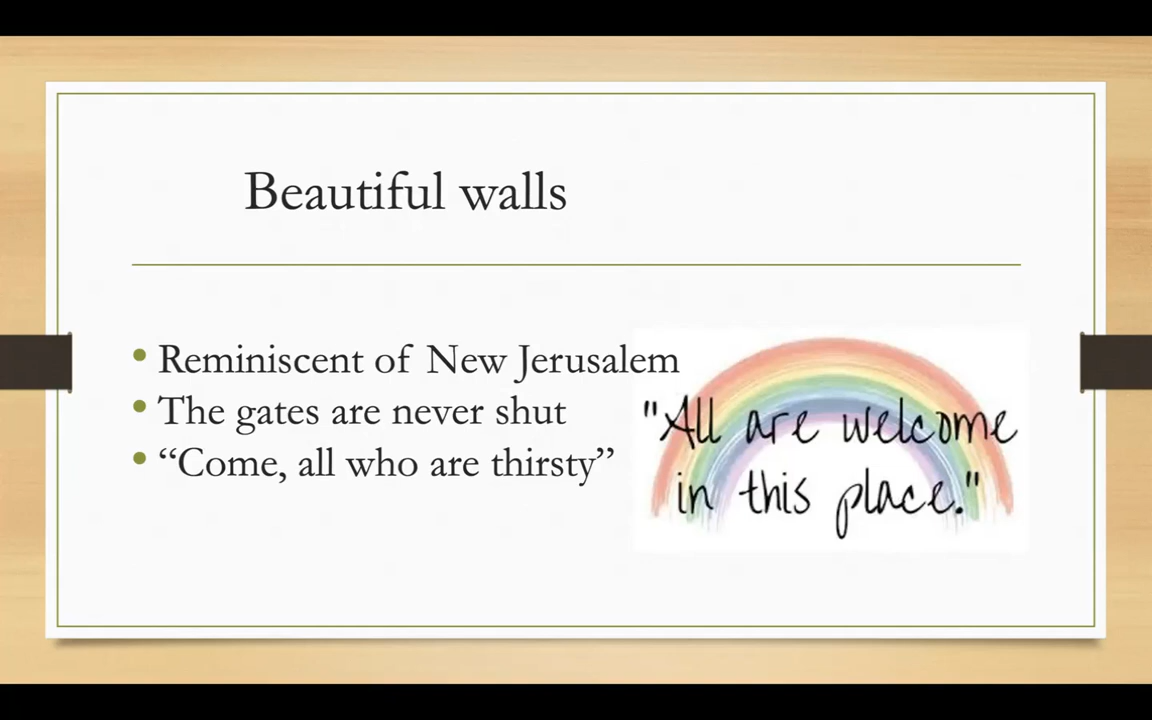 Beautiful walls
• Reminiscent of New Jerusalem
• The gates are never shut
• “Come, all who are thirsty”
"All are welcome
in this place."